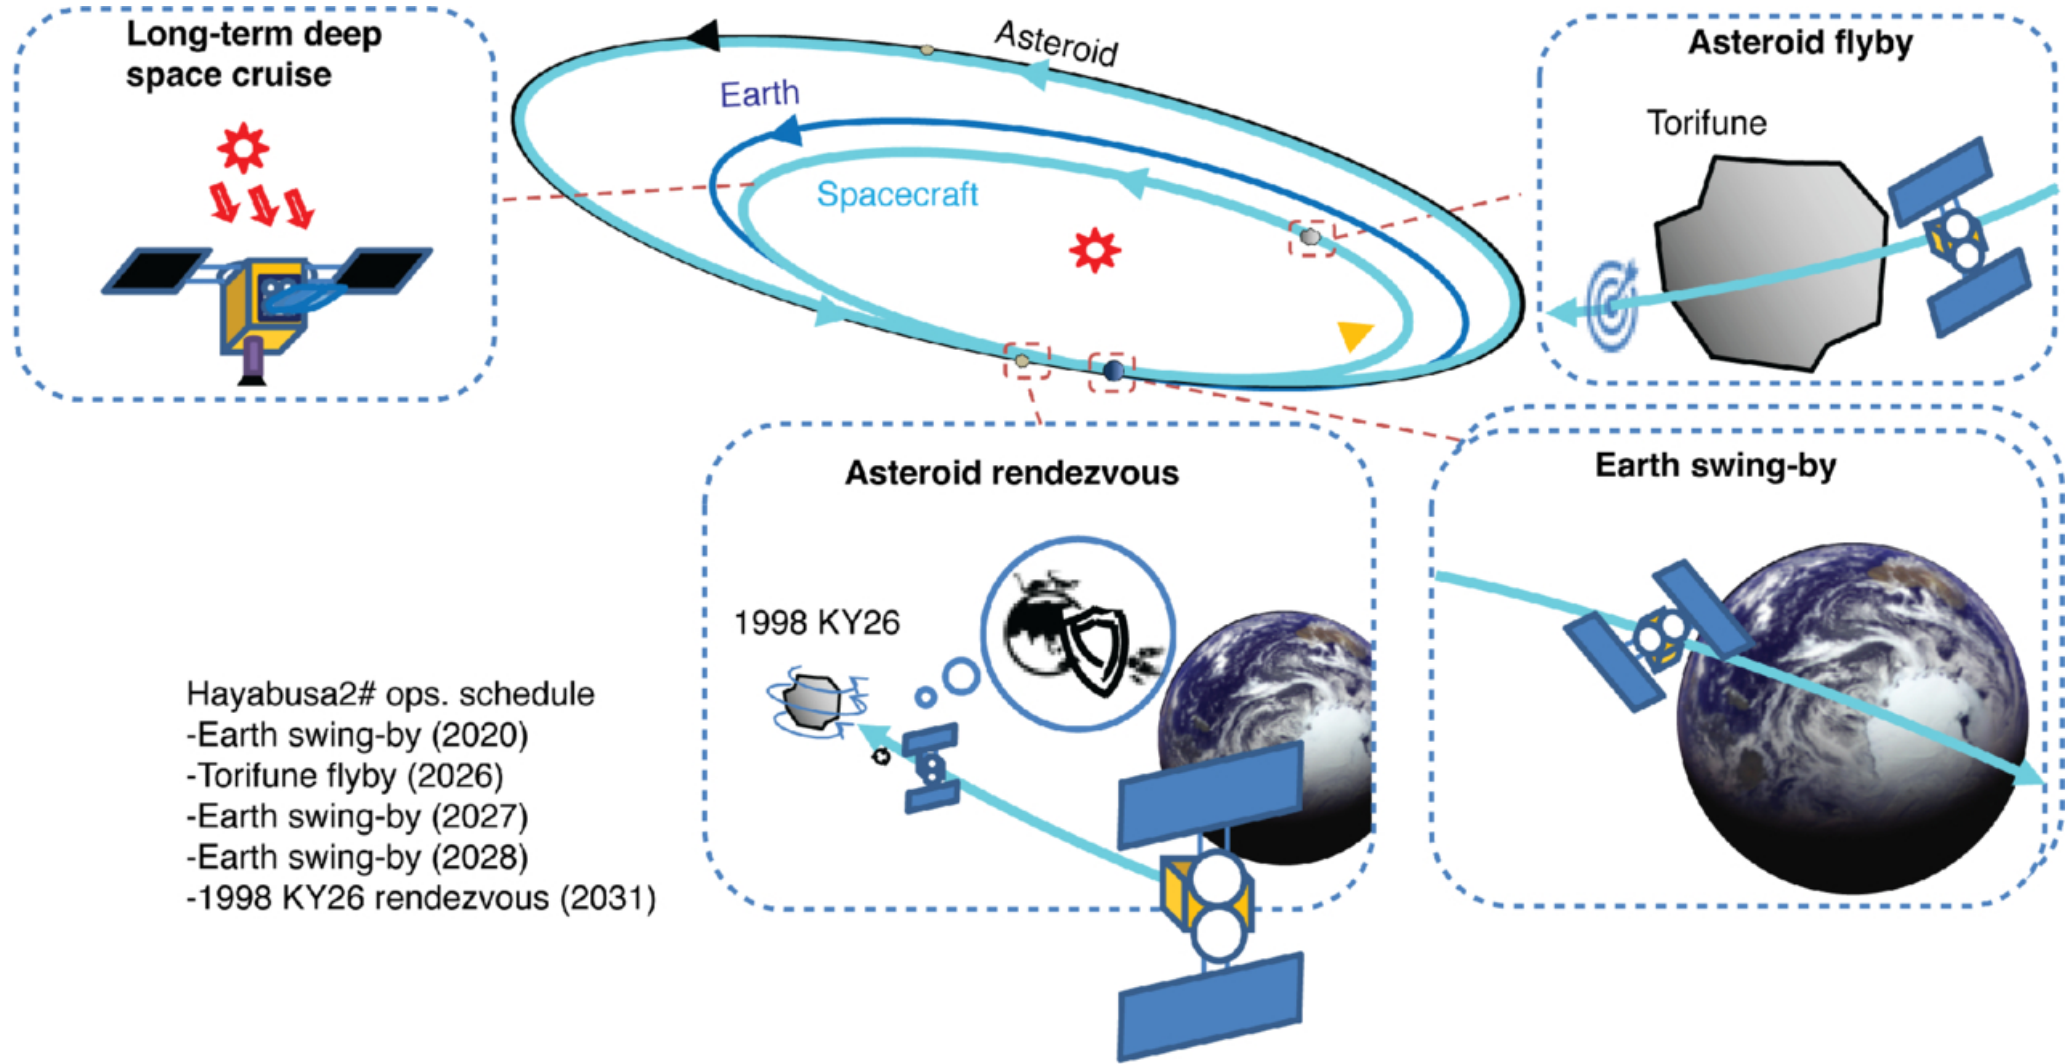 Long-term deep
space cruise
Asteroid
Earth
Spacecraft
Asteroid flyby
Torifune
Asteroid rendezvous
1998 KY26
Earth swing-by
Hayabusa2# ops. schedule
-Earth swing-by (2020)
-Torifune flyby (2026)
-Earth swing-by (2027)
-Earth swing-by (2028)
-1998 KY26 rendezvous (2031)